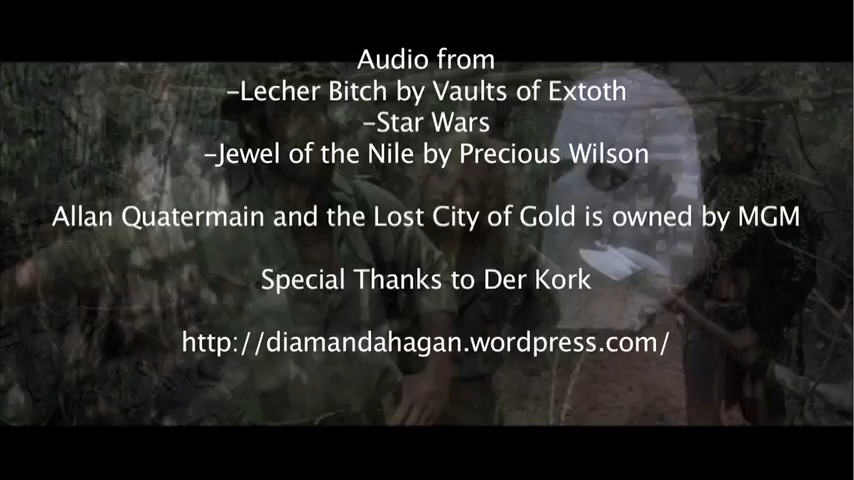 Audio from
-Lecher Bitch by Vaults of Extoth
-Star Wars
-Jewel of the Nile by Precious Wilson
Allan Quatermain and the Lost City of Gold is owned by MGM
Special Thanks to Der Kork
http://diamandahagan.wordpress.com/